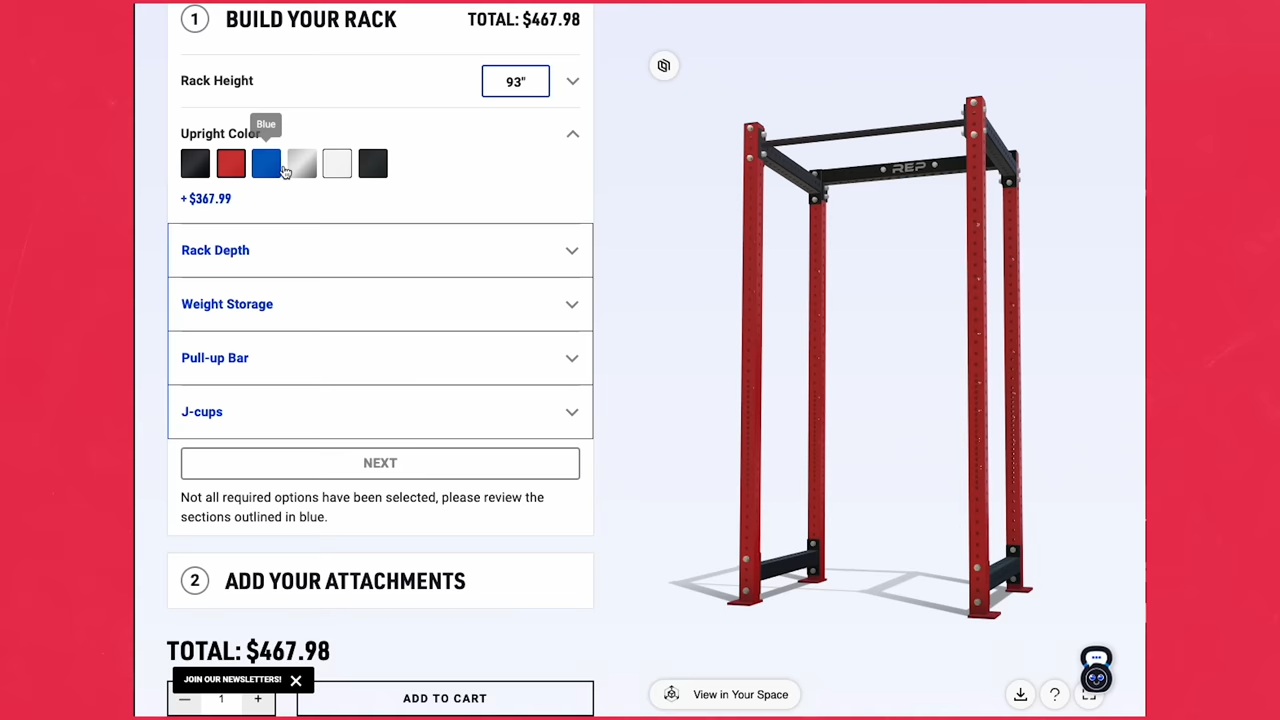 1 BUILD YOUR RACK TOTAL: $467.98
Rack Height 93"
Upright Color
Blue
+ $367.99
Rack Depth
Weight Storage
Pull-up Bar
J-cups
NEXT
Not all required options have been selected, please review the
sections outlined in blue.
2 ADD YOUR ATTACHMENTS
TOTAL: $467.98
JOIN OUR NEWSLETTERS!
1
ADD TO CART
REP
View in Your Space
?